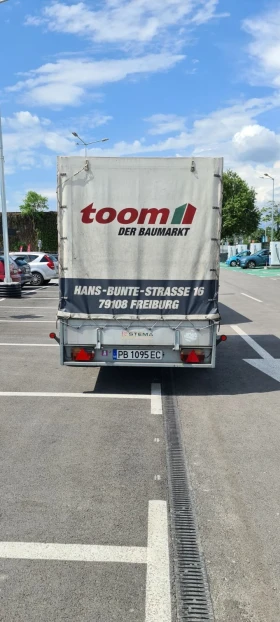 toom
DER BAUMARKT
HANS-BUNTE-STRASSE 16
79108 FREIBURG
STEMA
PB 1095 EC